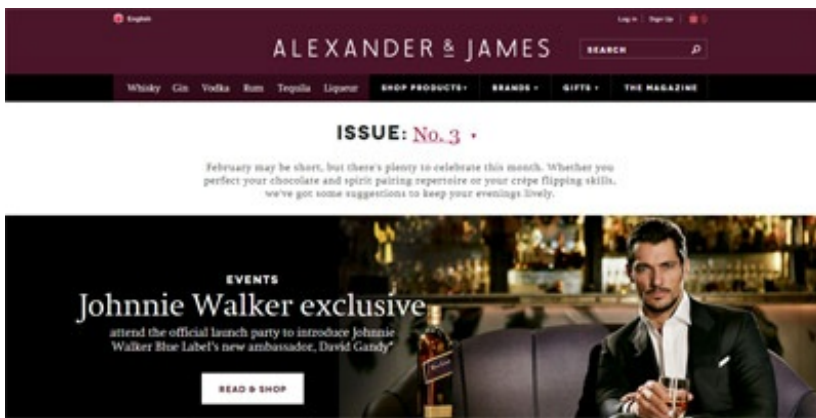 English
Log in | Sign Up | 0
ALEXANDER & JAMES
SEARCH
Whisky Gin Vodka Rum Tequila Liqueur SHOP PRODUCTS BRANDS GIFTS THE MAGAZINE
ISSUE: No. 3
February may be short, but there's plenty to celebrate this month. Whether you
perfect your chocolate and spirit pairing repertoire or your crêpe flipping skills,
we've got some suggestions to keep your evenings lively.
EVENTS
Johnnie Walker exclusive
attend the official launch party to introduce Johnnie
Walker Blue Label's new ambassador, David Gandy*
READ & SHOP